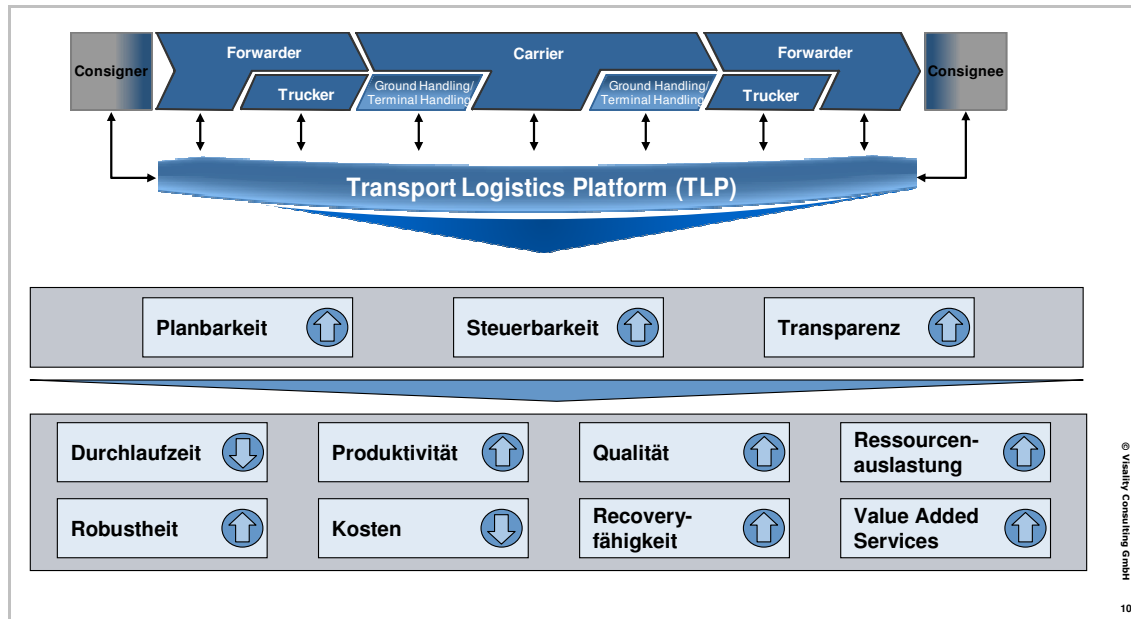 Forwarder
Carrier
Forwarder
Consigner
Consignee
Trucker
Ground Handling/
Terminal Handling
Ground Handling/
Terminal Handling
Trucker
Transport Logistics Platform (TLP)
Planbarkeit
Steuerbarkeit
Transparenz
Durchlaufzeit
Produktivität
Qualität
Ressourcen-
auslastung
Robustheit
Kosten
Recovery-
fähigkeit
Value Added
Services
© Visality Consulting GmbH
10